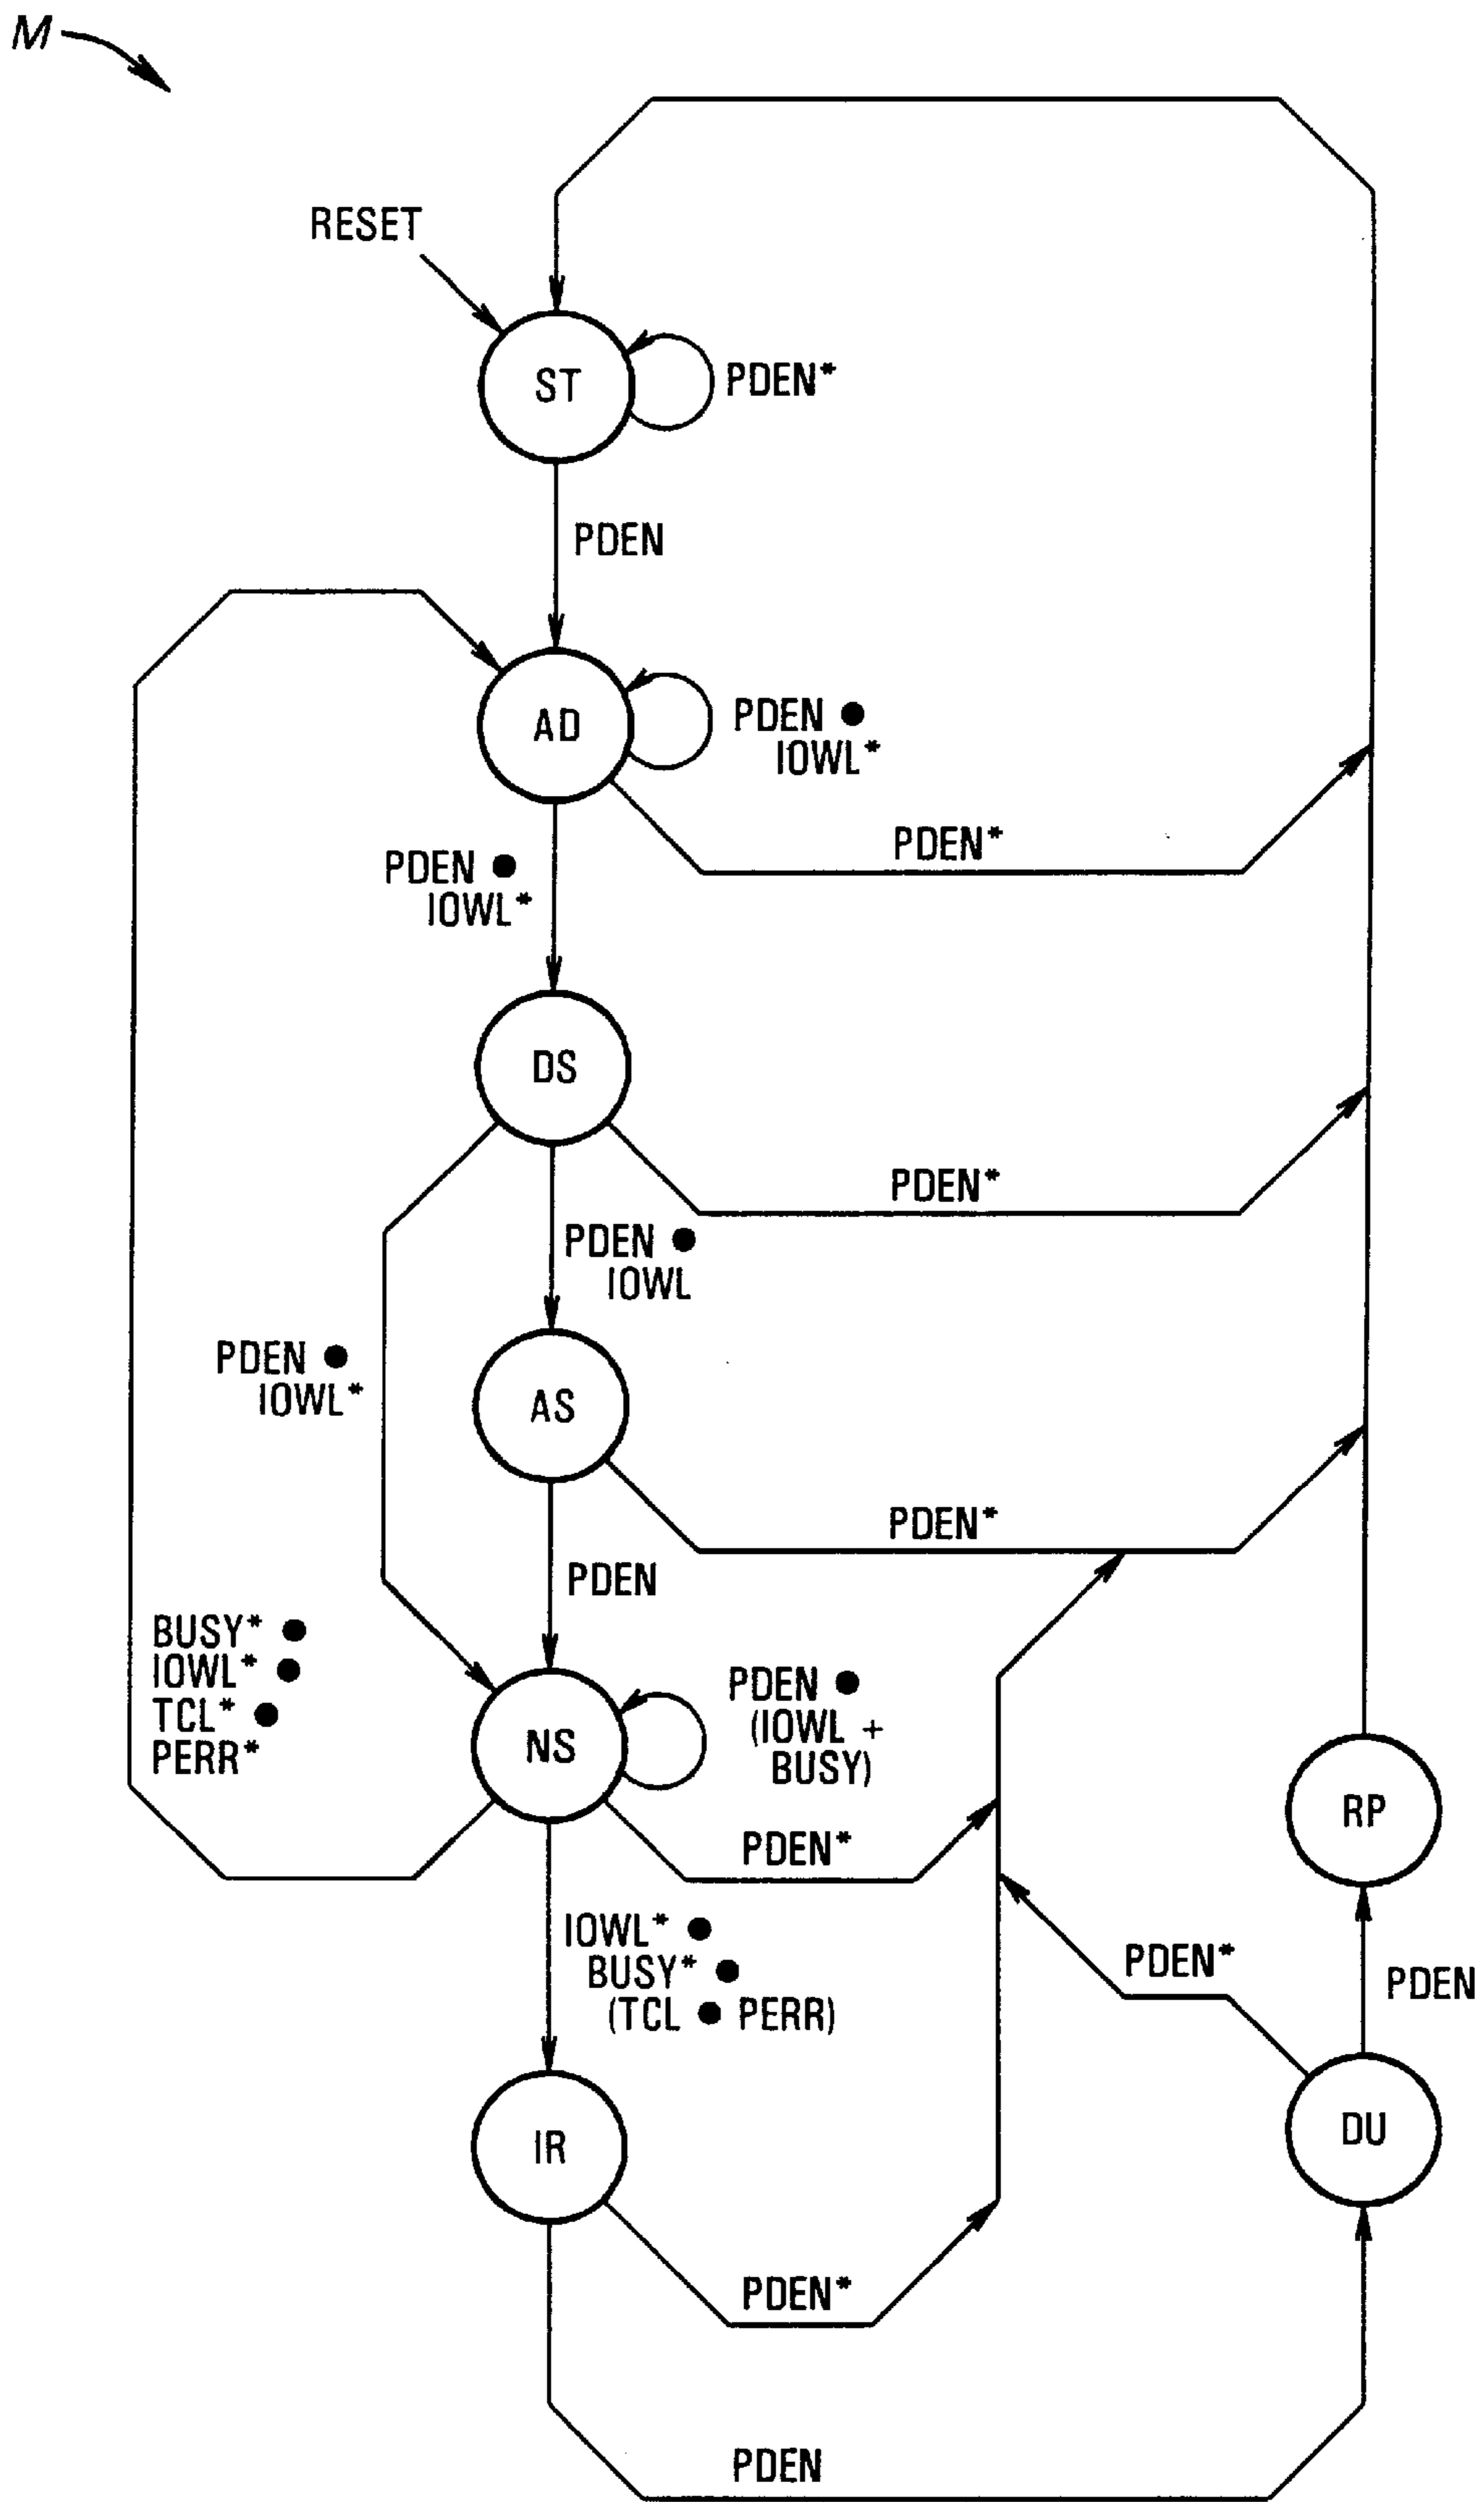 M
RESET
ST
PDEN*
PDEN
AD
PDEN ●
IOWL*
PDEN*
PDEN ●
IOWL*
DS
PDEN*
PDEN ●
IOWL
PDEN ●
IOWL*
AS
PDEN*
PDEN
BUSY* ●
IOWL* ●
TCL* ●
PERR*
NS
PDEN ●
(IOWL +
BUSY)
RP
PDEN*
IOWL* ●
BUSY* ●
(TCL ● PERR)
PDEN*
PDEN
IR
DU
PDEN*
PDEN